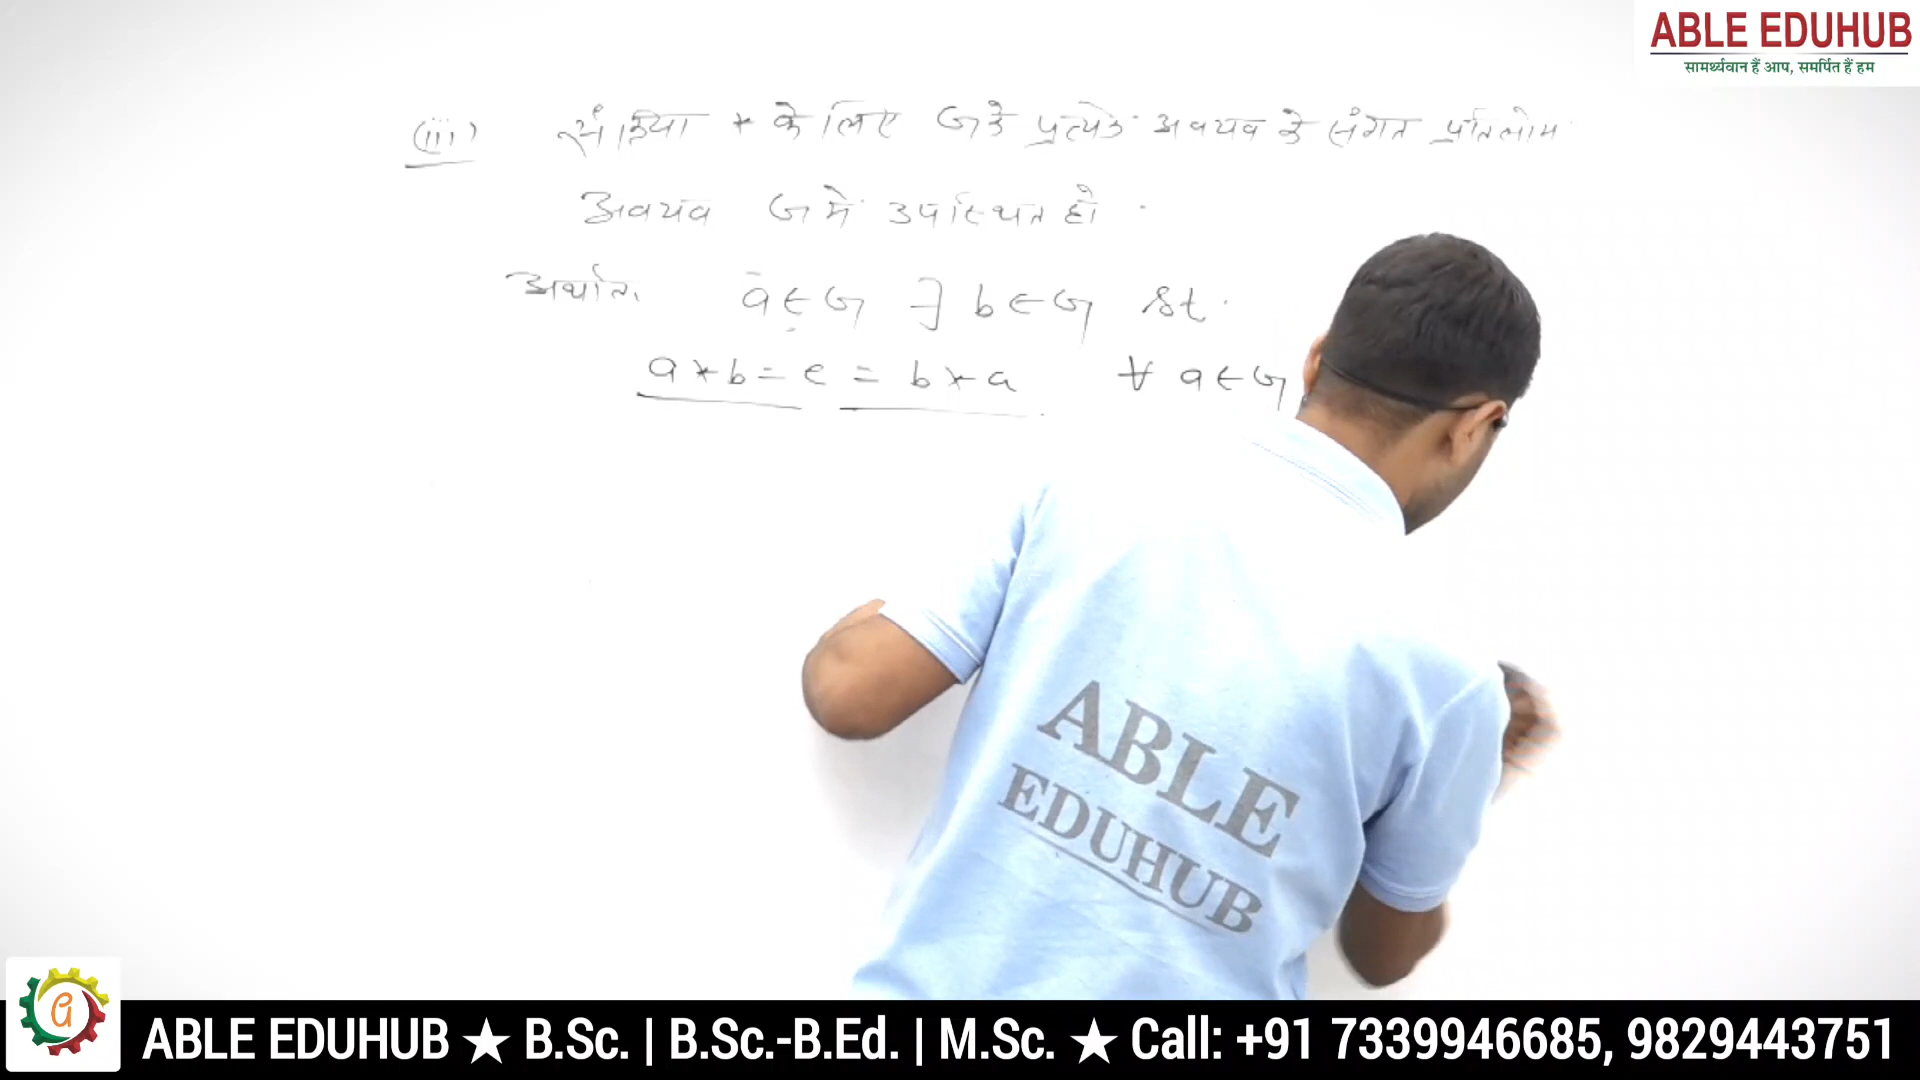 ABLE EDUHUB
सामर्थ्यवान हैं आप, समर्पित हैं हम
(iii) संक्रिया * के लिए G के प्रत्येक अवयव के संगत प्रतिलोम
अवयव G में उपस्थित हो
अर्थात् a ∈ G ∃ b ∈ G st.
a * b = e = b * a ∀ a ∈ G
ABLE
EDUHUB
G
ABLE EDUHUB ★ B.Sc. | B.Sc.-B.Ed. | M.Sc. ★ Call: +91 7339946685, 9829443751